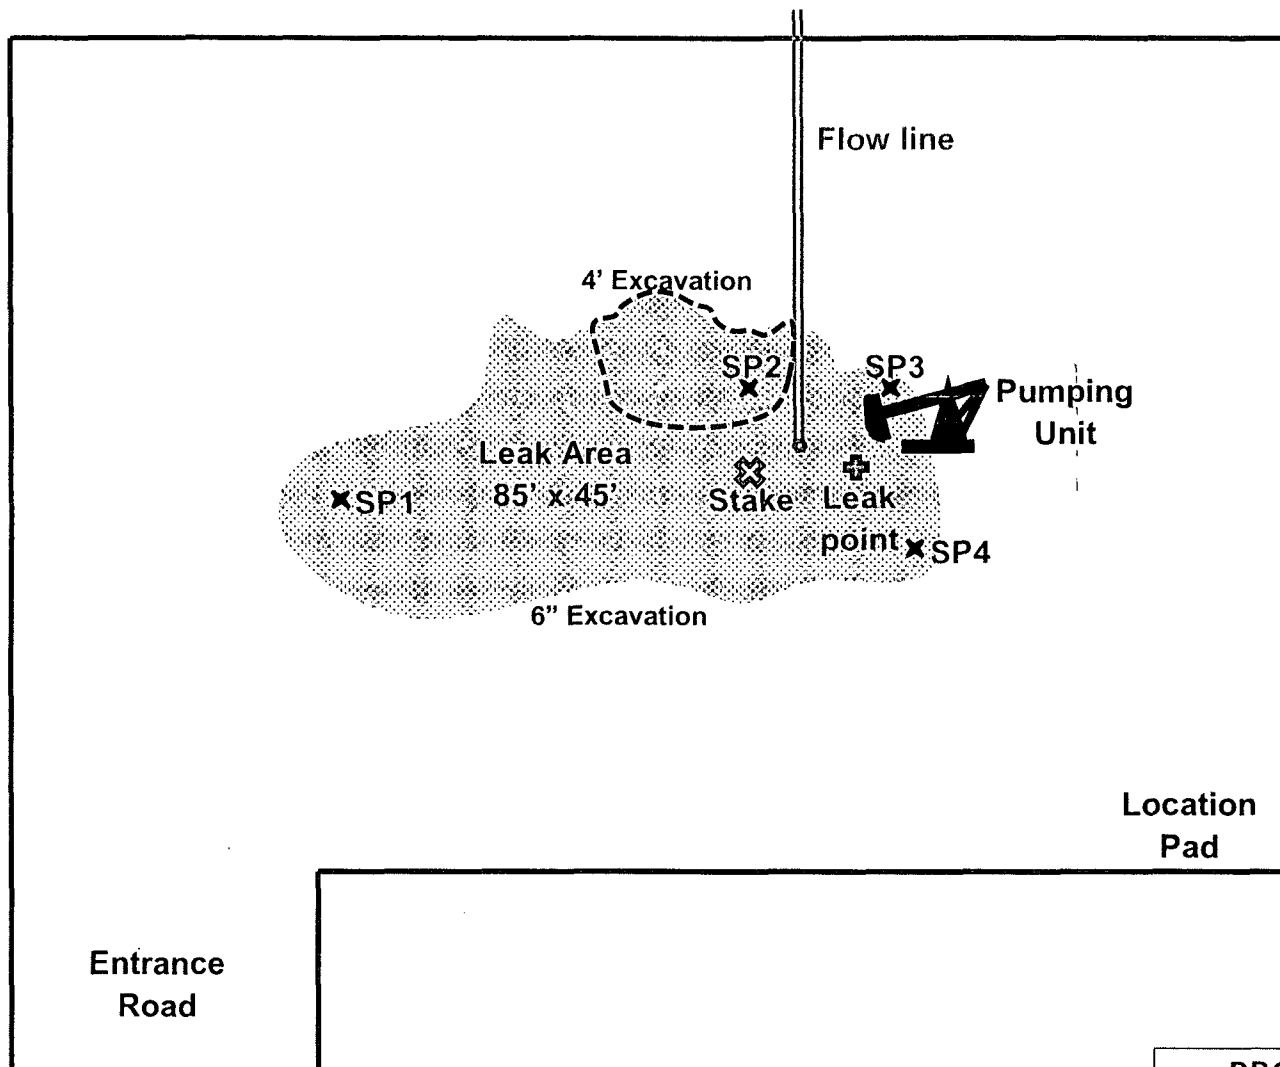 Flow line
4' Excavation
SP2
SP3
Pumping
Unit
Leak Area
85' x 45'
SP1
Stake
Leak
point
SP4
6” Excavation
Location
Pad
Entrance
Road